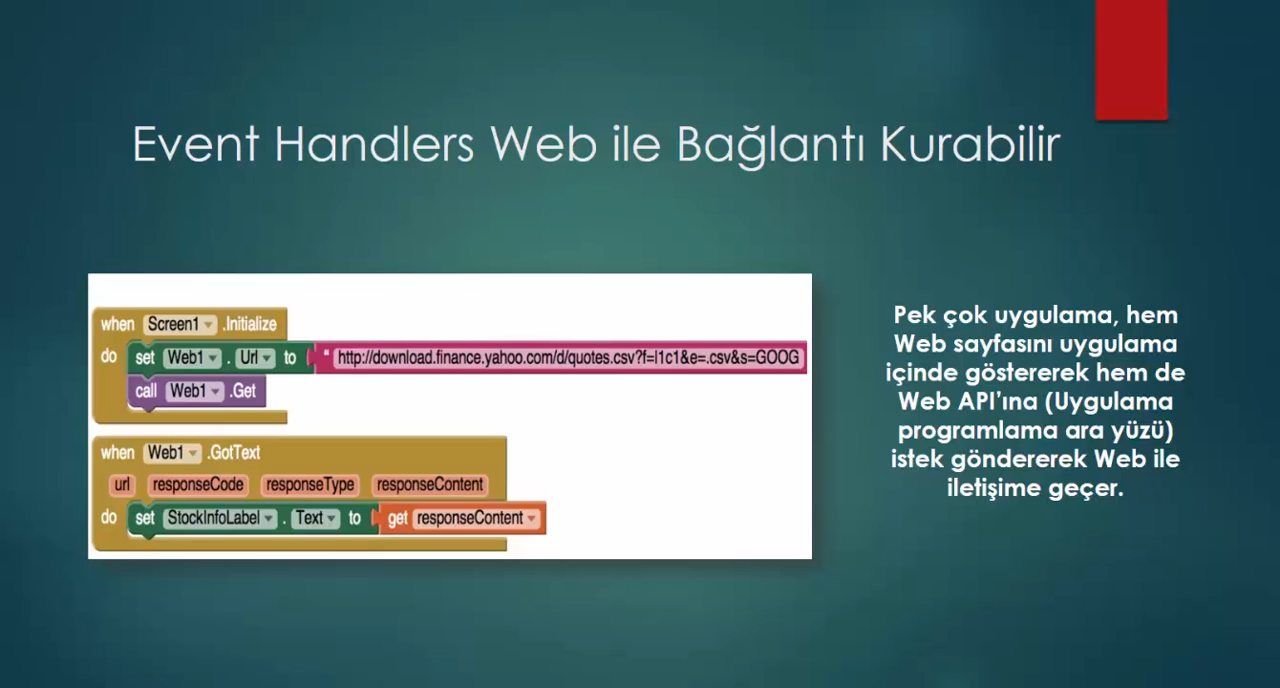 Event Handlers Web ile Bağlantı Kurabilir
when Screen1 .Initialize
do set Web1 . Url to " http://download.finance.yahoo.com/d/quotes.csv?f=l1c1&e=.csv&s=GOOG
call Web1 .Get
when Web1 .GotText
url responseCode responseType responseContent
do set StockInfoLabel . Text to get responseContent
Pek çok uygulama, hem
Web sayfasını uygulama
içinde göstererek hem de
Web API’ına (Uygulama
programlama ara yüzü)
istek göndererek Web ile
iletişime geçer.